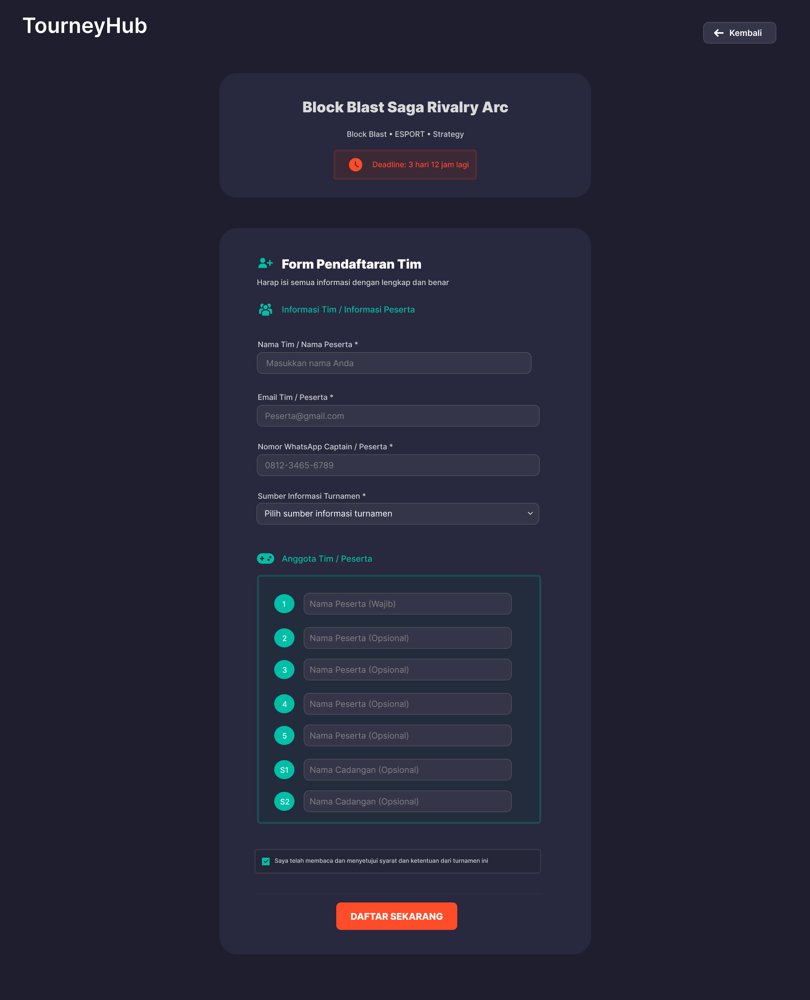 TourneyHub
Kembali
Block Blast Saga Rivalry Arc
Block Blast • ESPORT • Strategy
Deadline: 3 hari 12 jam lagi
Form Pendaftaran Tim
Harap isi semua informasi dengan lengkap dan benar
Informasi Tim / Informasi Peserta
Nama Tim / Nama Peserta *
Masukkan nama Anda
Email Tim / Peserta *
Peserta@gmail.com
Nomor WhatsApp Captain / Peserta *
0812-3465-6789
Sumber Informasi Turnamen *
Pilih sumber informasi turnamen
Anggota Tim / Peserta
1 Nama Peserta (Wajib)
2 Nama Peserta (Opsional)
3 Nama Peserta (Opsional)
4 Nama Peserta (Opsional)
5 Nama Peserta (Opsional)
S1 Nama Cadangan (Opsional)
S2 Nama Cadangan (Opsional)
Saya telah membaca dan menyetujui syarat dan ketentuan dari turnamen ini
DAFTAR SEKARANG